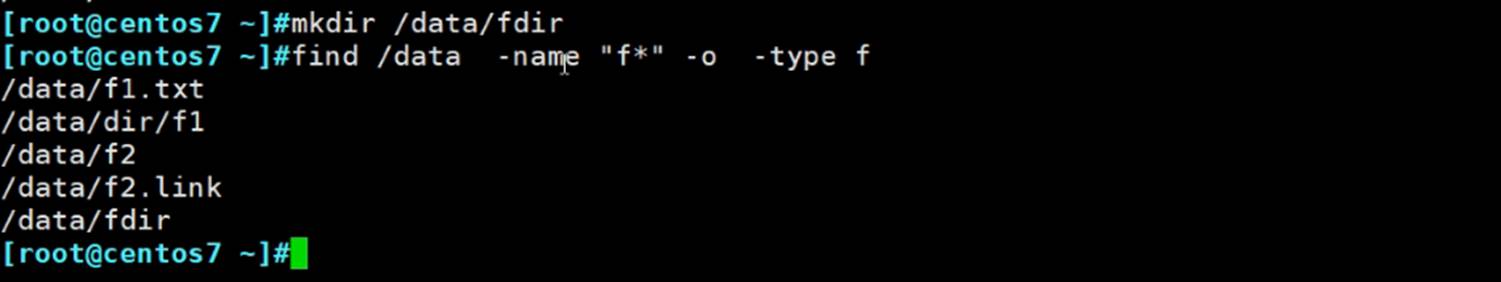 [root@centos7 ~]#mkdir /data/fdir
[root@centos7 ~]#find /data  -name "f*" -o  -type f
/data/f1.txt
/data/dir/f1
/data/f2
/data/f2.link
/data/fdir
[root@centos7 ~]#